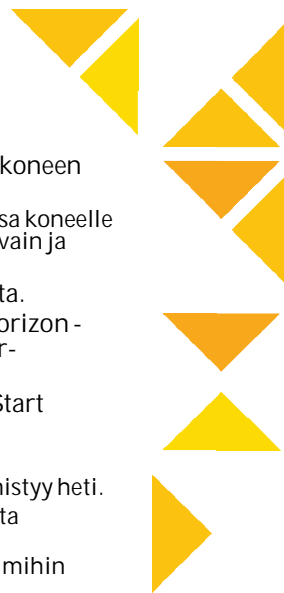 koneen
sa koneelle
vain ja
ta.
orizon -
r-
Start
nistyy heti.
ta
mihin